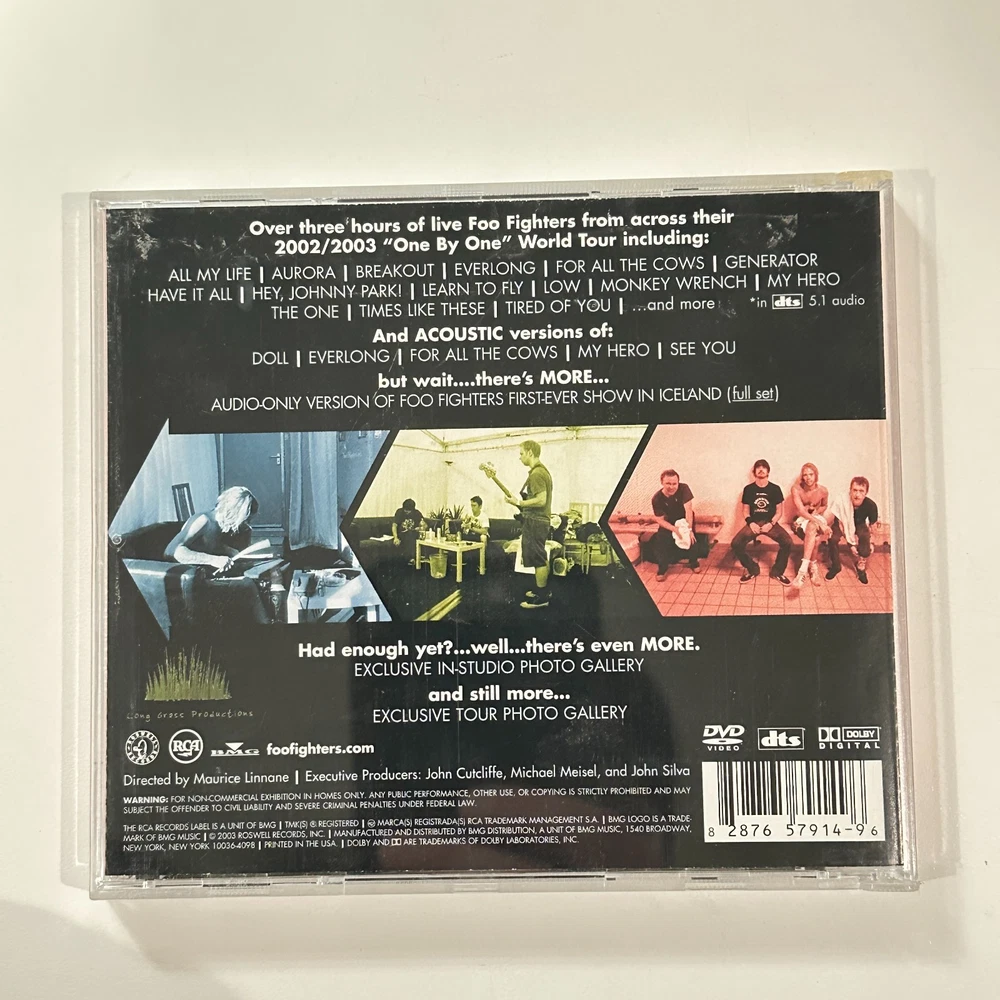 Over three hours of live Foo Fighters from across their
2002/2003 "One By One" World Tour including:
ALL MY LIFE | AURORA | BREAKOUT | EVERLONG | FOR ALL THE COWS | GENERATOR
HAVE IT ALL | HEY, JOHNNY PARK! | LEARN TO FLY | LOW | MONKEY WRENCH | MY HERO
THE ONE | TIMES LIKE THESE | TIRED OF YOU | ...and more *in dts 5.1 audio
And ACOUSTIC versions of:
DOLL | EVERLONG | FOR ALL THE COWS | MY HERO | SEE YOU
but wait....there's MORE...
AUDIO-ONLY VERSION OF FOO FIGHTERS FIRST-EVER SHOW IN ICELAND (full set)
Had enough yet?...well...there's even MORE.
EXCLUSIVE IN-STUDIO PHOTO GALLERY
and still more...
EXCLUSIVE TOUR PHOTO GALLERY
Long Grass Productions
RCA BMG foofighters.com
DVD VIDEO dts DOLBY DIGITAL
Directed by Maurice Linnane | Executive Producers: John Cutcliffe, Michael Meisel, and John Silva
WARNING: FOR NON-COMMERCIAL EXHIBITION IN HOMES ONLY. ANY PUBLIC PERFORMANCE, OTHER USE, OR COPYING IS STRICTLY PROHIBITED AND MAY
SUBJECT THE OFFENDER TO CIVIL LIABILITY AND SEVERE CRIMINAL PENALTIES UNDER FEDERAL LAW.
THE RCA RECORDS LABEL IS A UNIT OF BMG | TMK(S) ® REGISTERED | MARCA(S) REGISTRADA(S) RCA TRADEMARK MANAGEMENT S.A. | BMG LOGO IS A TRADE-
MARK OF BMG MUSIC | © 2003 ROSWELL RECORDS, INC. | MANUFACTURED AND DISTRIBUTED BY BMG DISTRIBUTION, A UNIT OF BMG MUSIC, 1540 BROADWAY,
NEW YORK, NEW YORK 10036-4098 | PRINTED IN THE USA. | DOLBY AND DD ARE TRADEMARKS OF DOLBY LABORATORIES, INC.
8 28765 7914-9 6